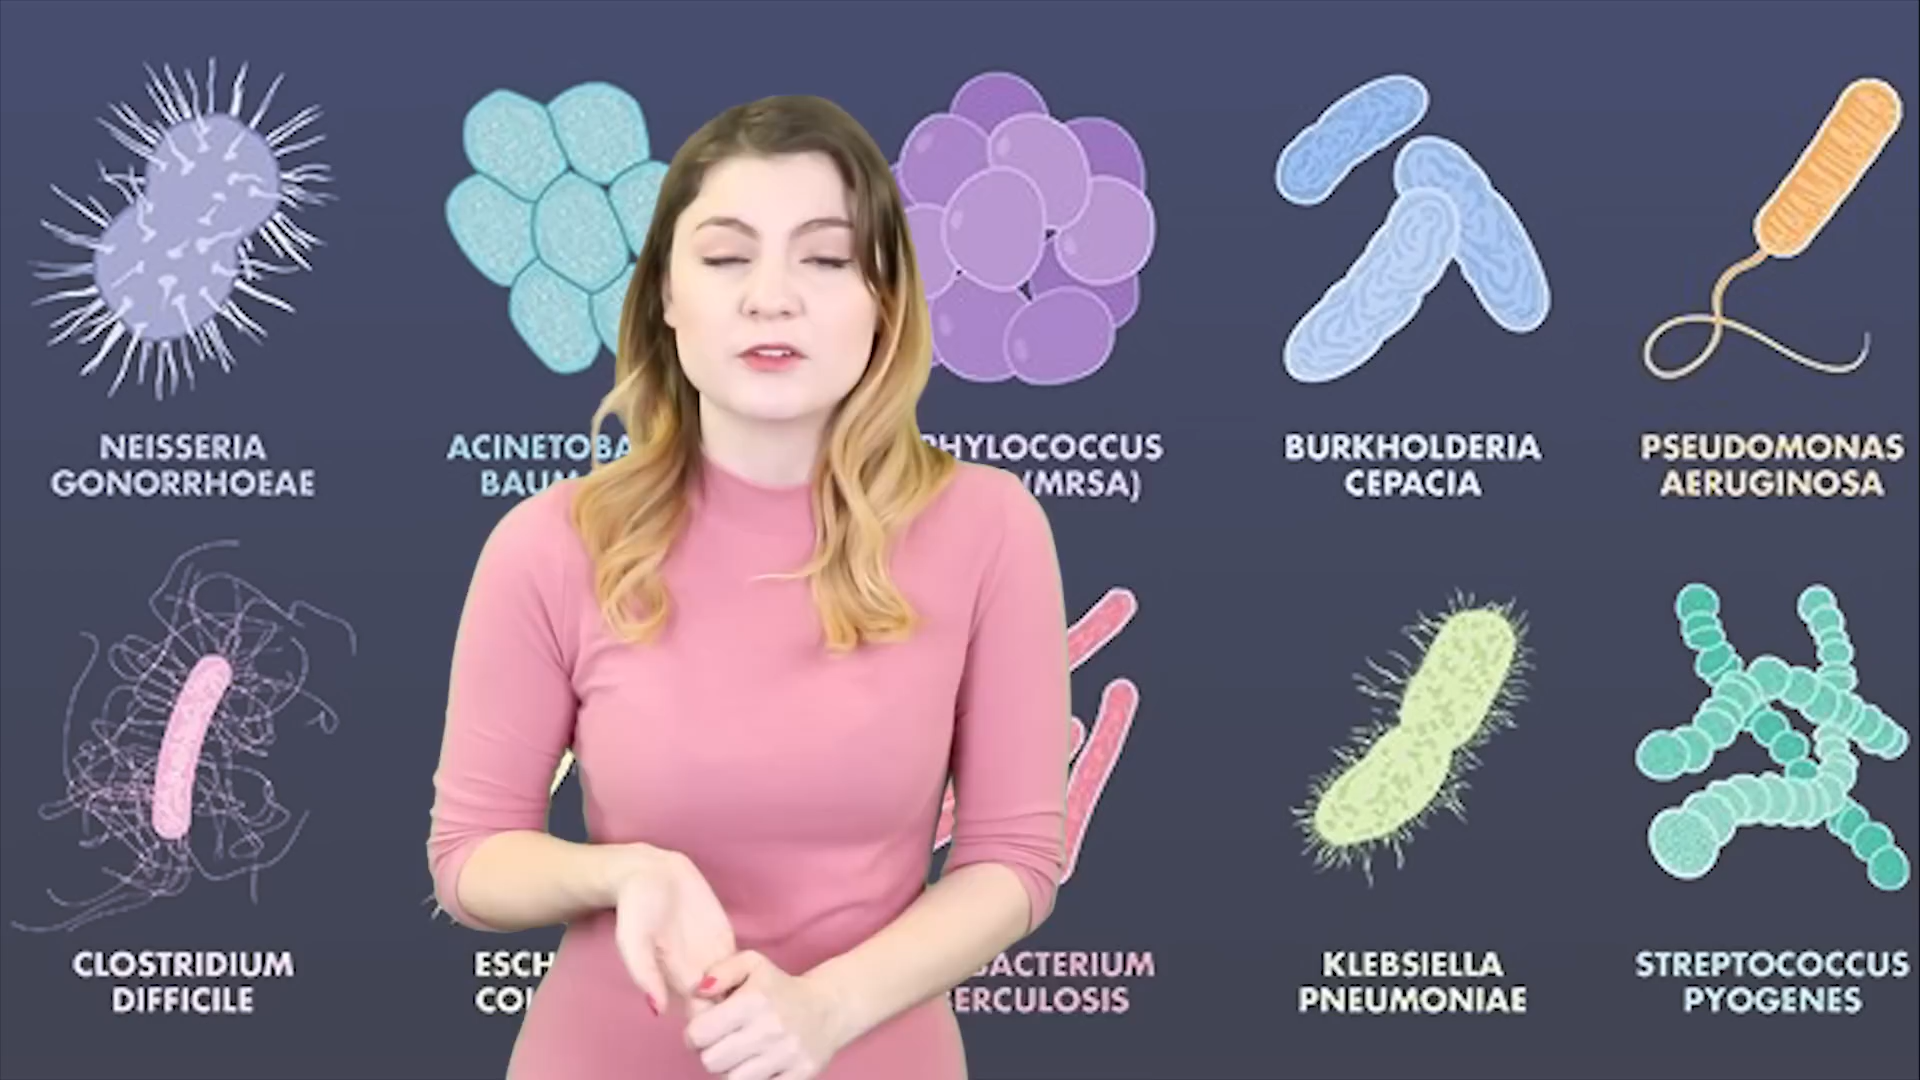 NEISSERIA
GONORRHOEAE
ACINETOBA
BAUM
PHYLOCOCCUS
(MRSA)
BURKHOLDERIA
CEPACIA
PSEUDOMONAS
AERUGINOSA
CLOSTRIDIUM
DIFFICILE
ESCH
COL
BACTERIUM
ERCULOSIS
KLEBSIELLA
PNEUMONIAE
STREPTOCOCCUS
PYOGENES